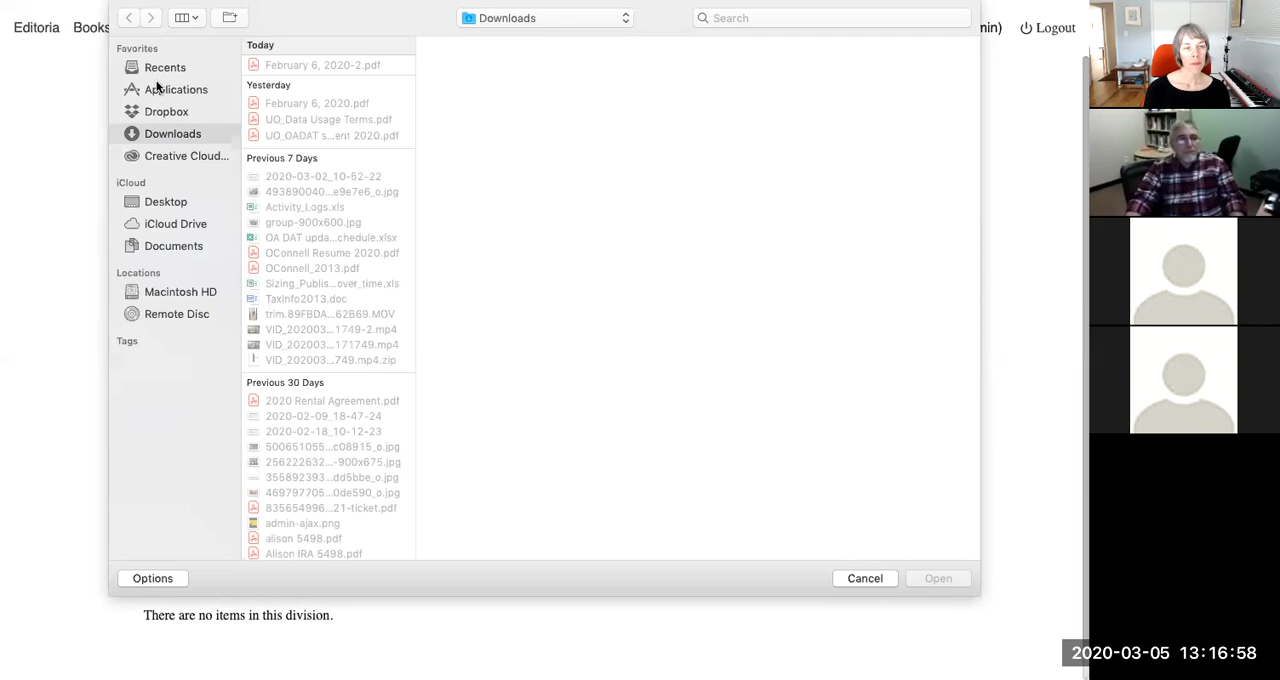 Editoria Books
Downloads
Search
min) Logout
Favorites
Recents
Applications
Dropbox
Downloads
Creative Cloud...
iCloud
Desktop
iCloud Drive
Documents
Locations
Macintosh HD
Remote Disc
Tags
Today
February 6, 2020-2.pdf
Yesterday
February 6, 2020.pdf
UO_Data Usage Terms.pdf
UO_OADAT s...ent 2020.pdf
Previous 7 Days
2020-03-02_10-52-22
493890040...e9e7e6_o.jpg
Activity_Logs.xls
group-900x600.jpg
OA DAT upda...chedule.xlsx
OConnell Resume 2020.pdf
OConnell_2013.pdf
Sizing_Publis...over_time.xls
TaxInfo2013.doc
trim.89FBDA...62B69.MOV
VID_202003...1749-2.mp4
VID_202003...171749.mp4
VID_202003...749.mp4.zip
Previous 30 Days
2020 Rental Agreement.pdf
2020-02-09_18-47-24
2020-02-18_10-12-23
500651055...c08915_o.jpg
256222632...-900x675.jpg
355892393...dd5bbe_o.jpg
469797705...0de590_o.jpg
835654996...21-ticket.pdf
admin-ajax.png
alison 5498.pdf
Alison IRA 5498.pdf
Options
Cancel
Open
There are no items in this division.
2020-03-05 13:16:58